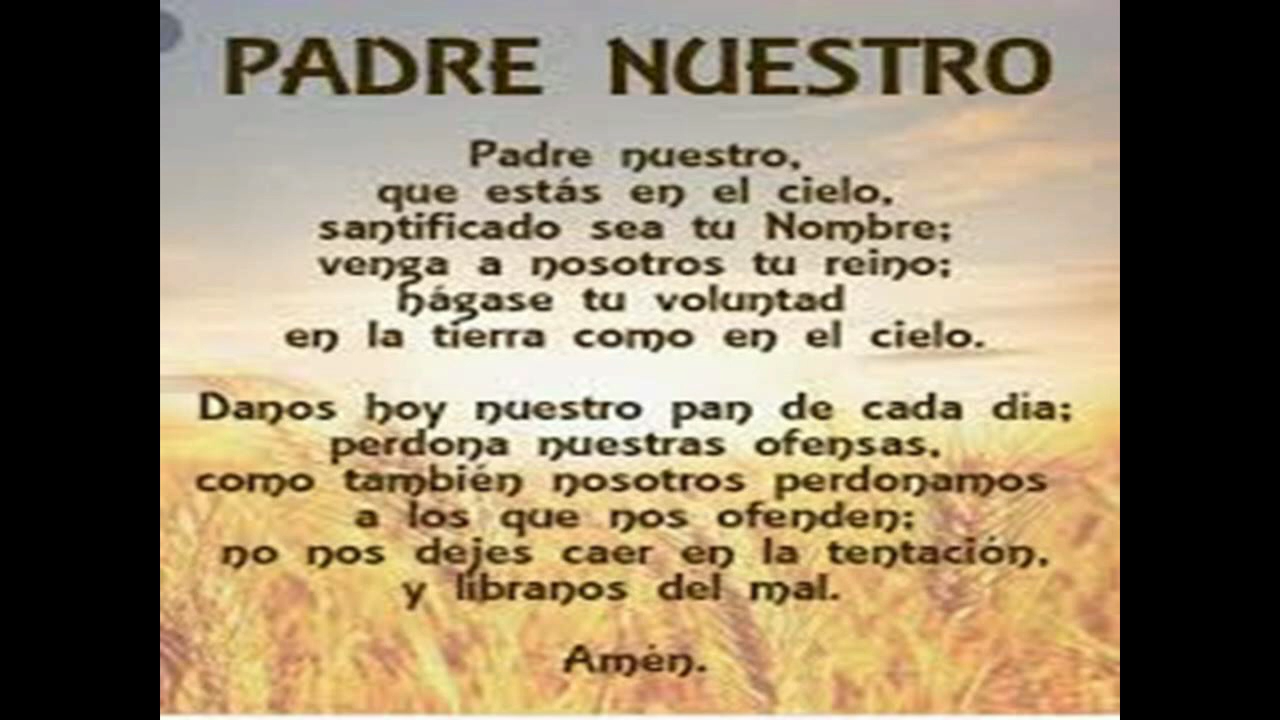 PADRE NUESTRO
Padre nuestro,
que estás en el cielo,
santificado sea tu Nombre;
venga a nosotros tu reino;
hágase tu voluntad
en la tierra como en el cielo.
Danos hoy nuestro pan de cada dia;
perdona nuestras ofensas,
como también nosotros perdonamos
a los que nos ofenden;
no nos dejes caer en la tentación,
y líbranos del mal.
Amén.